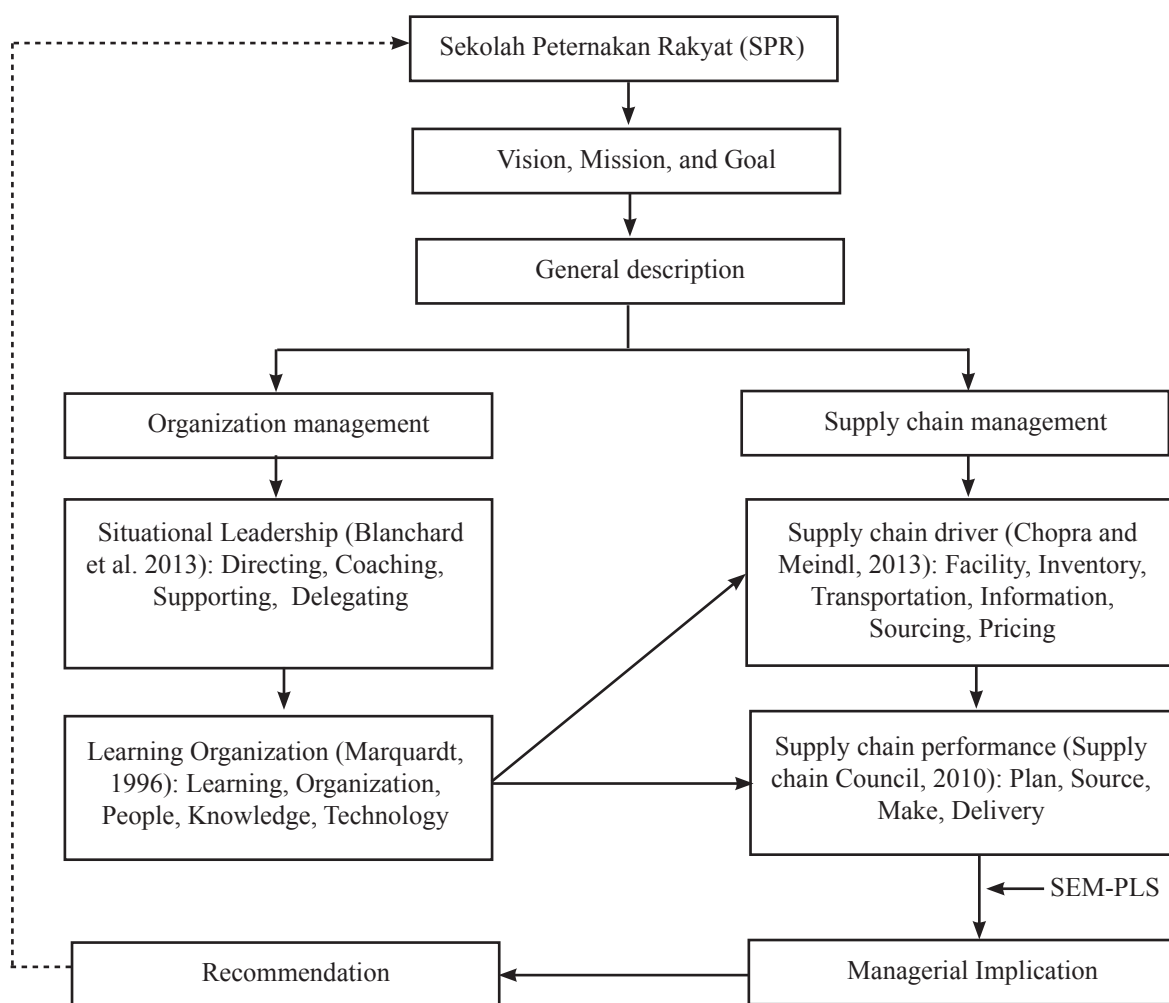 Sekolah Peternakan Rakyat (SPR)
Vision, Mission, and Goal
General description
Organization management
Supply chain management
Situational Leadership (Blanchard
et al. 2013): Directing, Coaching,
Supporting, Delegating
Supply chain driver (Chopra and
Meindl, 2013): Facility, Inventory,
Transportation, Information,
Sourcing, Pricing
Learning Organization (Marquardt,
1996): Learning, Organization,
People, Knowledge, Technology
Supply chain performance (Supply
chain Council, 2010): Plan, Source,
Make, Delivery
SEM-PLS
Recommendation
Managerial Implication